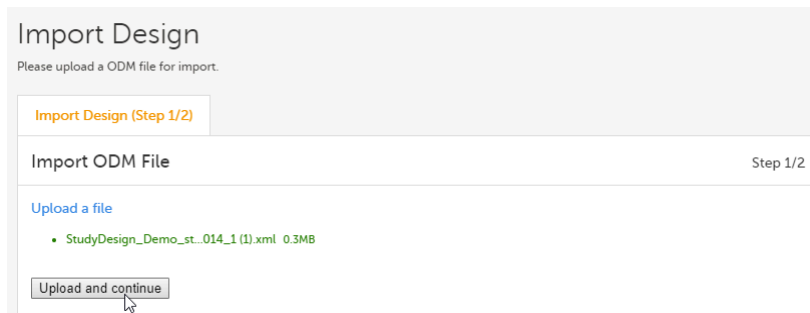 Import Design
Please upload a ODM file for import.
Import Design (Step 1/2)
Import ODM File
Step 1/2
Upload a file
StudyDesign_Demo_st...014_1 (1).xml 0.3MB
Upload and continue